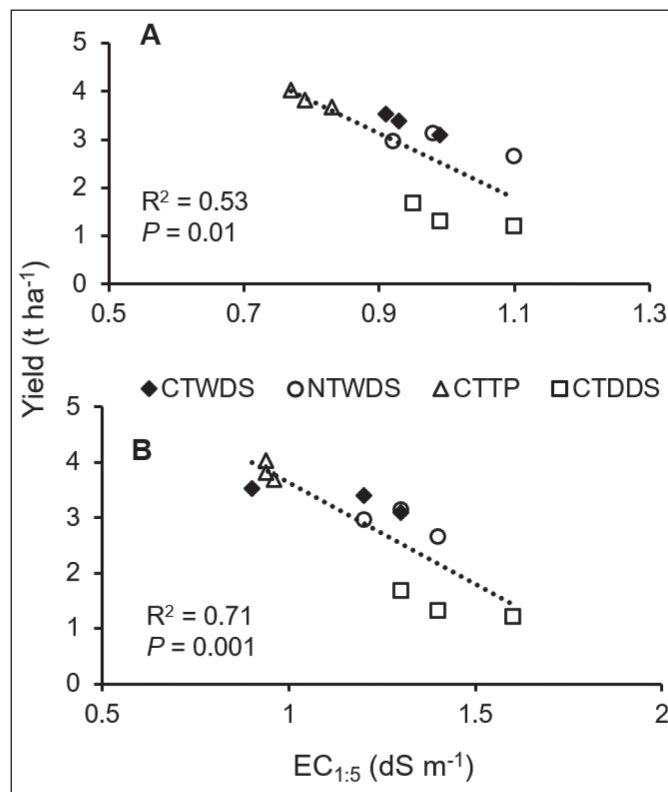 A
5
4
3
2
1
0
R² = 0.53
P = 0.01
0.5 0.7 0.9 1.1 1.3
Yield (t ha⁻¹)
CTWDS NTWDS CTTP CTDDS
B
5
4
3
2
1
0
R² = 0.71
P = 0.001
0.5 1 1.5 2
EC₁:₅ (dS m⁻¹)